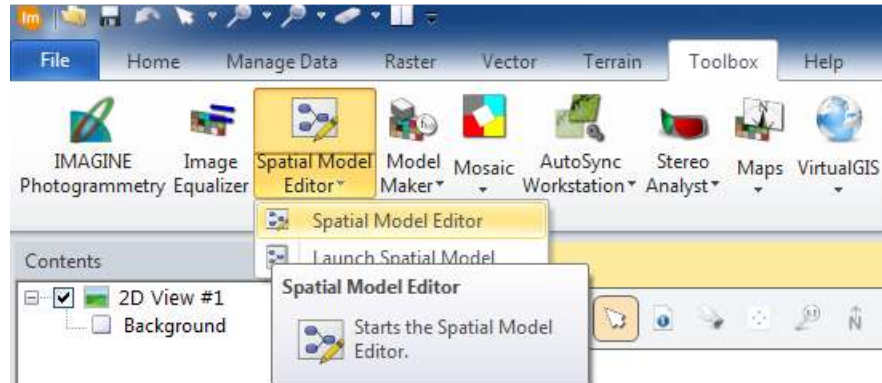 Im
File Home Manage Data Raster Vector Terrain Toolbox Help
IMAGINE Photogrammetry
Image Equalizer
Spatial Model Editor
Model Maker
Mosaic
AutoSync Workstation
Stereo Analyst
Maps
VirtualGIS
Spatial Model Editor
Launch Spatial Model
Contents
Spatial Model Editor
2D View #1
Starts the Spatial Model
Background
Editor.
N